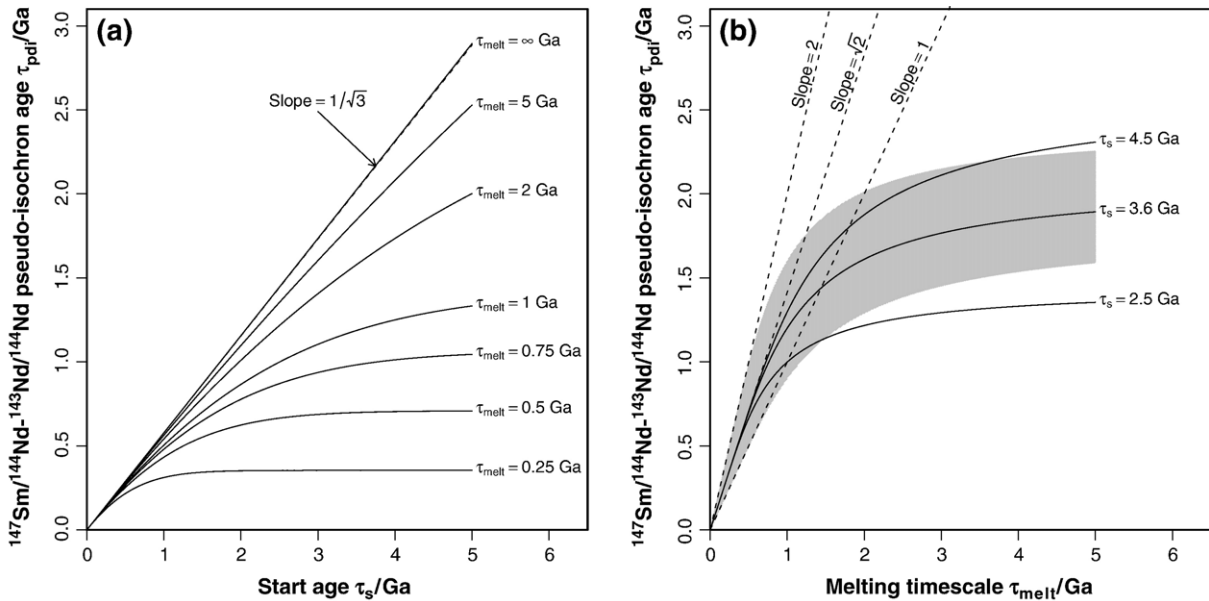 (a)
¹⁴⁷Sm/¹⁴⁴Nd-¹⁴³Nd/¹⁴⁴Nd pseudo-isochron age τpdi/Ga
3.0
2.5
2.0
1.5
1.0
0.5
0.0
τmelt = ∞ Ga
Slope = 1/√3
τmelt = 5 Ga
τmelt = 2 Ga
τmelt = 1 Ga
τmelt = 0.75 Ga
τmelt = 0.5 Ga
τmelt = 0.25 Ga
0 1 2 3 4 5 6
Start age τs/Ga
(b)
¹⁴⁷Sm/¹⁴⁴Nd-¹⁴³Nd/¹⁴⁴Nd pseudo-isochron age τpdi/Ga
3.0
2.5
2.0
1.5
1.0
0.5
0.0
Slope = 2
Slope = √2
Slope = 1
τs = 4.5 Ga
τs = 3.6 Ga
τs = 2.5 Ga
0 1 2 3 4 5 6
Melting timescale τmelt/Ga